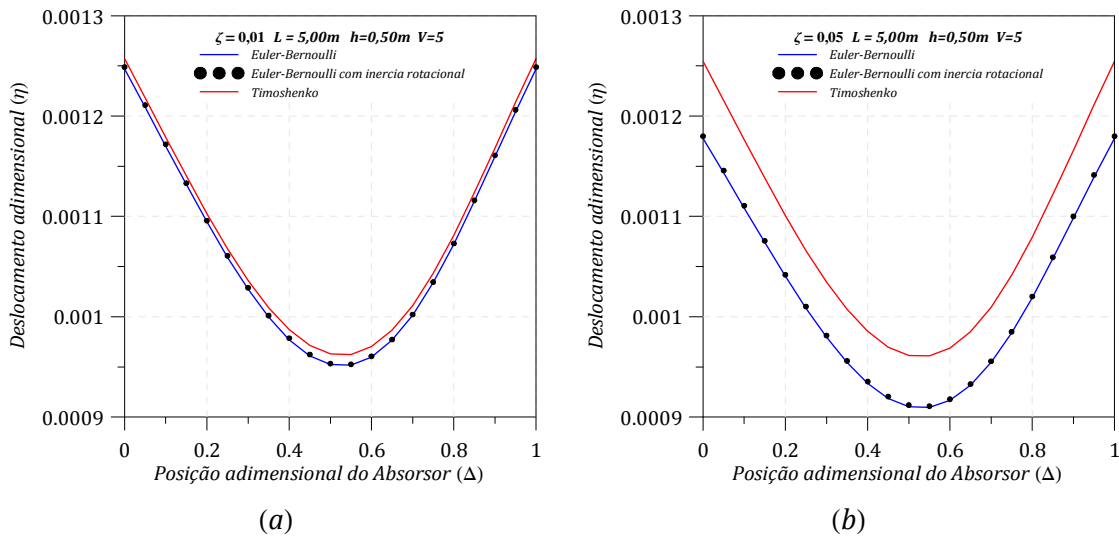 0.0013
ζ = 0,01 L = 5,00m h=0,50m V=5
Euler-Bernoulli
Euler-Bernoulli com inercia rotacional
Timoshenko
0.0012
0.0011
0.001
0.0009
Deslocamento adimensional (η)
0 0.2 0.4 0.6 0.8 1
Posição adimensional do Absorsor (Δ)
(a)
0.0013
ζ = 0,05 L = 5,00m h=0,50m V=5
Euler-Bernoulli
Euler-Bernoulli com inercia rotacional
Timoshenko
0.0012
0.0011
0.001
0.0009
Deslocamento adimensional (η)
0 0.2 0.4 0.6 0.8 1
Posição adimensional do Absorsor (Δ)
(b)